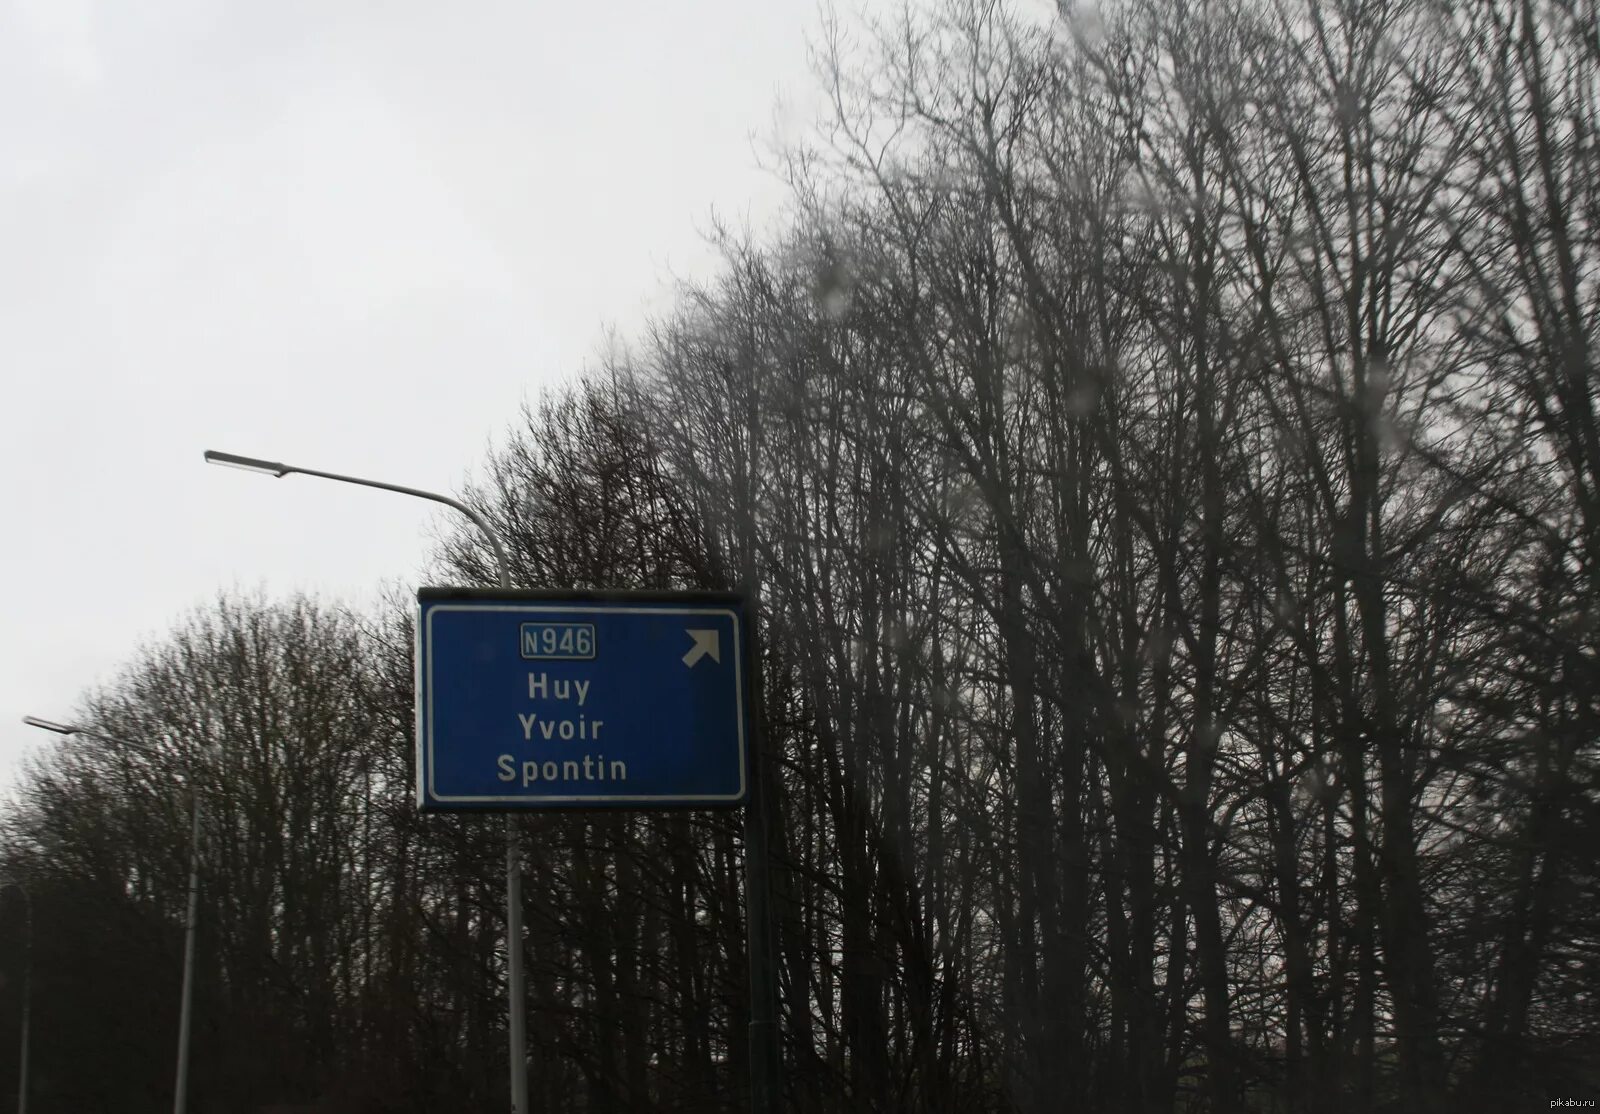 N946
Huy
Yvoir
Spontin
pikabu.ru